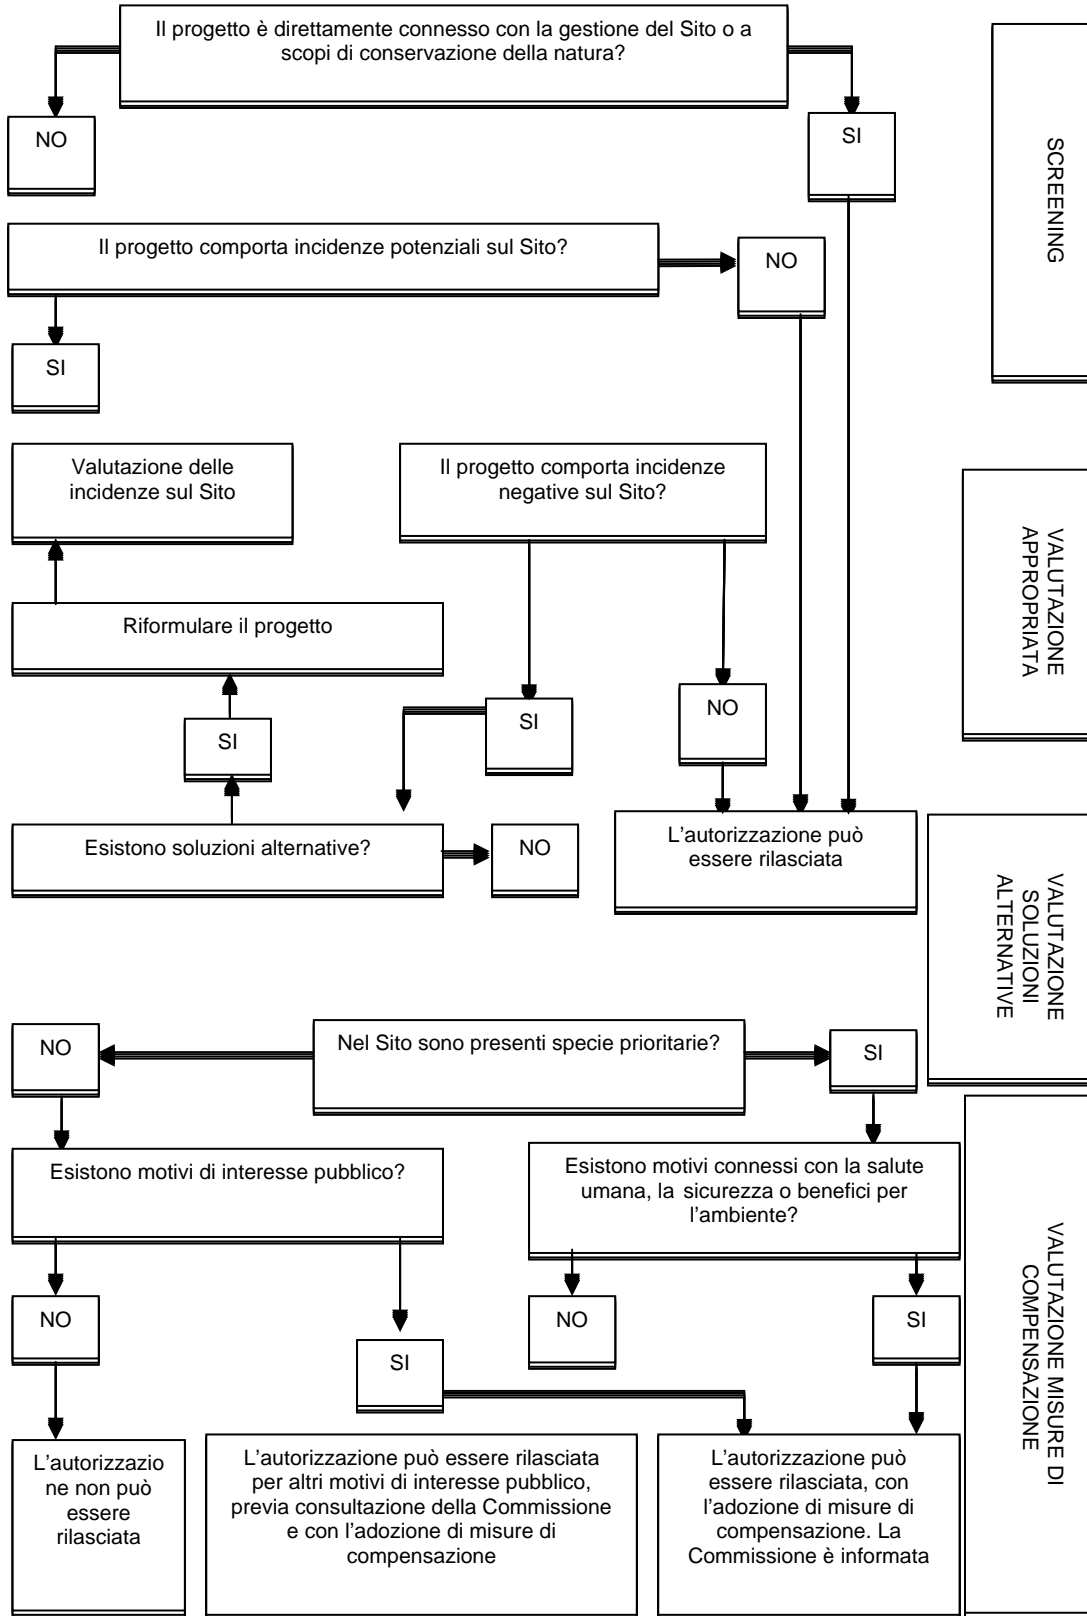 Il progetto è direttamente connesso con la gestione del Sito o a
scopi di conservazione della natura?
NO
SI
SCREENING
Il progetto comporta incidenze potenziali sul Sito?
NO
SI
Valutazione delle
incidenze sul Sito
Il progetto comporta incidenze
negative sul Sito?
VALUTAZIONE
APPROPRIATA
Riformulare il progetto
SI
SI
NO
Esistono soluzioni alternative?
NO
L'autorizzazione può
essere rilasciata
VALUTAZIONE
SOLUZIONI
ALTERNATIVE
NO
Nel Sito sono presenti specie prioritarie?
SI
Esistono motivi di interesse pubblico?
Esistono motivi connessi con la salute
umana, la sicurezza o benefici per
l'ambiente?
VALUTAZIONE MISURE DI
COMPENSAZIONE
NO
SI
NO
SI
L'autorizzazio
ne non può
essere
rilasciata
L'autorizzazione può essere rilasciata
per altri motivi di interesse pubblico,
previa consultazione della Commissione
e con l'adozione di misure di
compensazione
L'autorizzazione può
essere rilasciata, con
l'adozione di misure di
compensazione. La
Commissione è informata